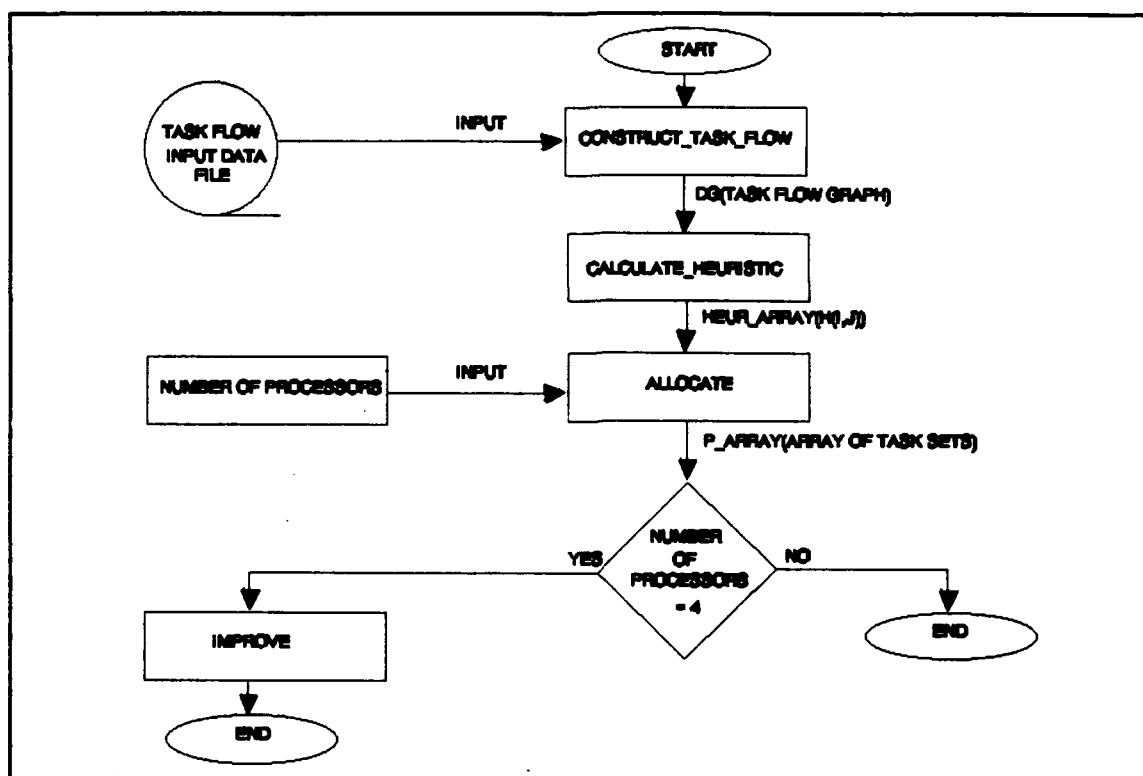 START
TASK FLOW
INPUT DATA
FILE
INPUT
CONSTRUCT_TASK_FLOW
DG(TASK FLOW GRAPH)
CALCULATE_HEURISTIC
HEUR_ARRAY(H(I,J))
NUMBER OF PROCESSORS
INPUT
ALLOCATE
P_ARRAY(ARRAY OF TASK SETS)
NUMBER
OF
PROCESSORS
= 4
YES
NO
IMPROVE
END
END